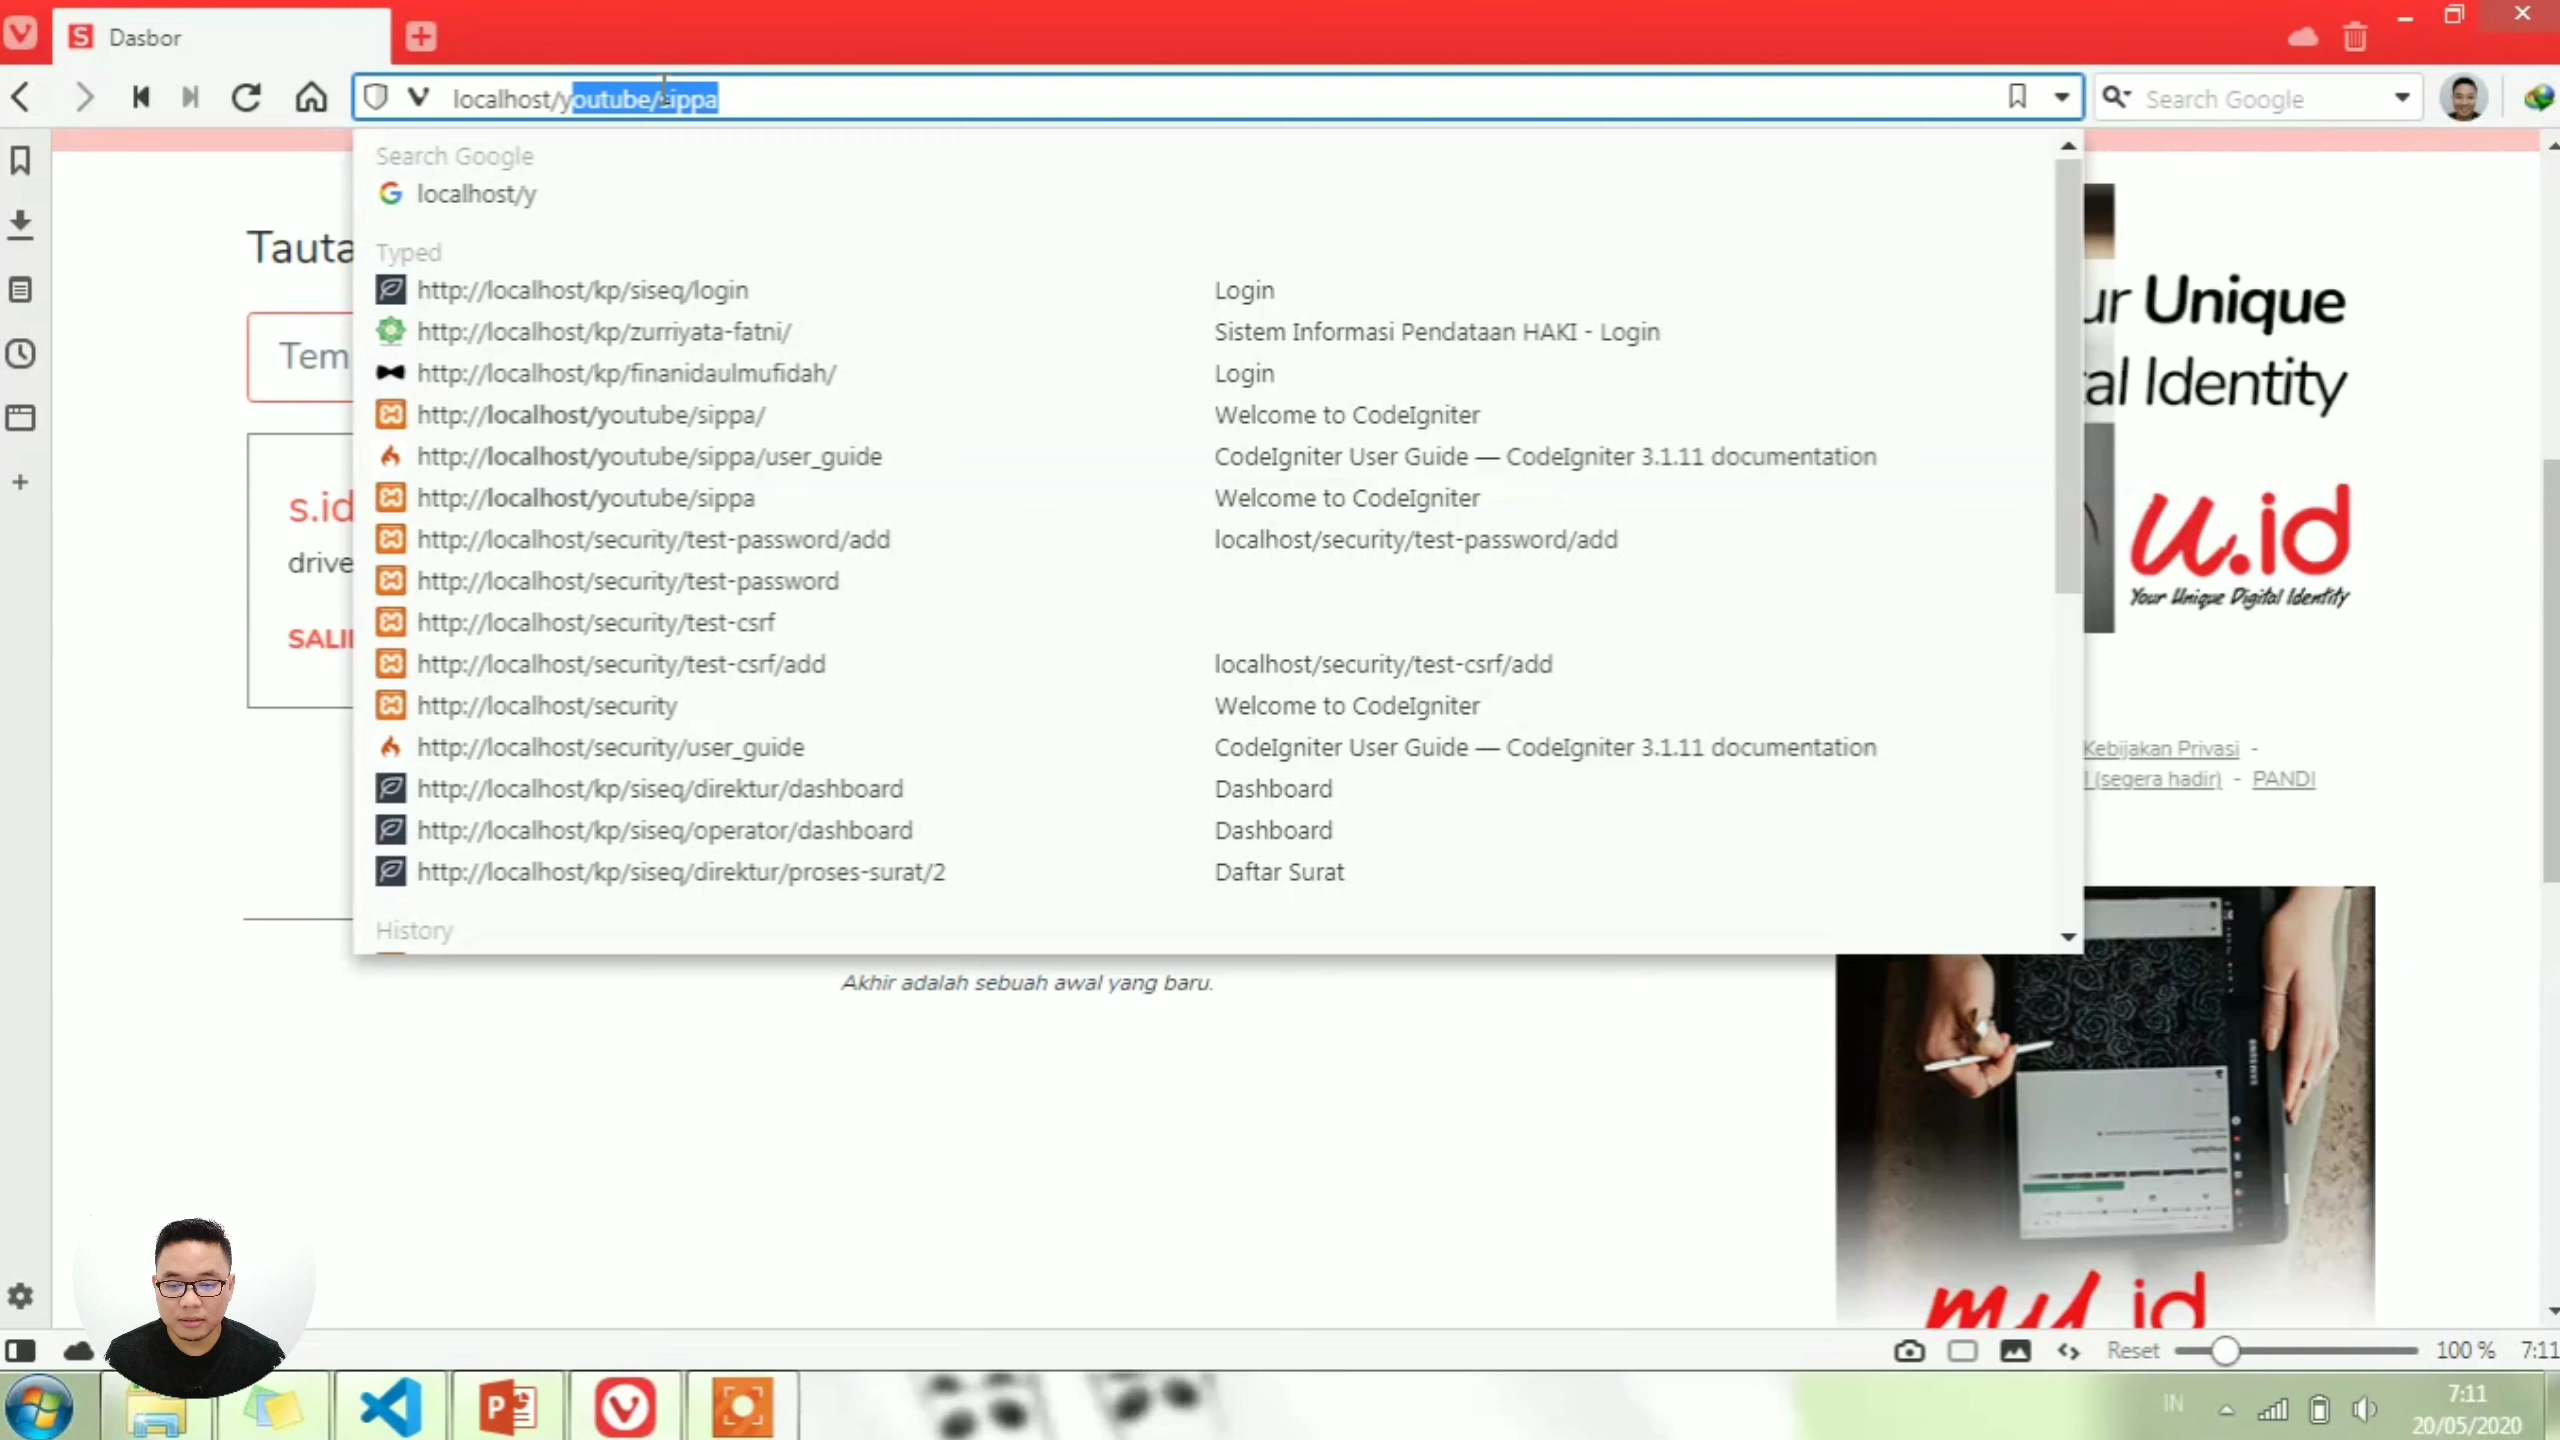 Dasbor
localhost/youtube/sippa
Search Google
Search Google
localhost/y
Typed
http://localhost/kp/siseq/login Login
http://localhost/kp/zurriyata-fatni/ Sistem Informasi Pendataan HAKI - Login
http://localhost/kp/finanidaulmufidah/ Login
http://localhost/youtube/sippa/ Welcome to CodeIgniter
http://localhost/youtube/sippa/user_guide CodeIgniter User Guide — CodeIgniter 3.1.11 documentation
http://localhost/youtube/sippa Welcome to CodeIgniter
http://localhost/security/test-password/add localhost/security/test-password/add
http://localhost/security/test-password
http://localhost/security/test-csrf
http://localhost/security/test-csrf/add localhost/security/test-csrf/add
http://localhost/security Welcome to CodeIgniter
http://localhost/security/user_guide CodeIgniter User Guide — CodeIgniter 3.1.11 documentation
http://localhost/kp/siseq/direktur/dashboard Dashboard
http://localhost/kp/siseq/operator/dashboard Dashboard
http://localhost/kp/siseq/direktur/proses-surat/2 Daftar Surat
History
Tauta
Tem
s.id
drive
SALI
ur Unique
tal Identity
u.id
Your Unique Digital Identity
Kebijakan Privasi -
(segera hadir) - PANDI
Akhir adalah sebuah awal yang baru.
SAMSUNG
my.id
Reset 100 % 7:11
IN
7:11
20/05/2020